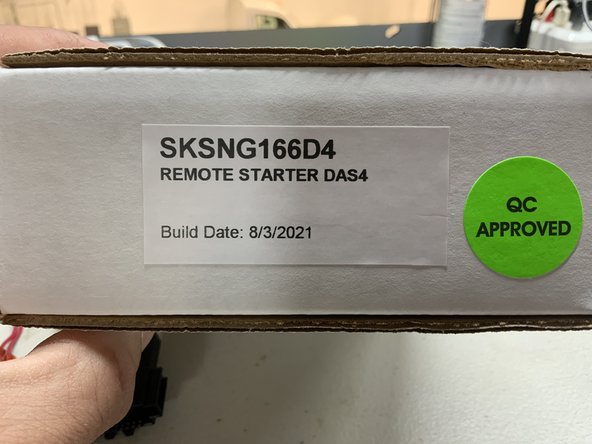 SKSNG166D4
REMOTE STARTER DAS4
Build Date: 8/3/2021
QC
APPROVED